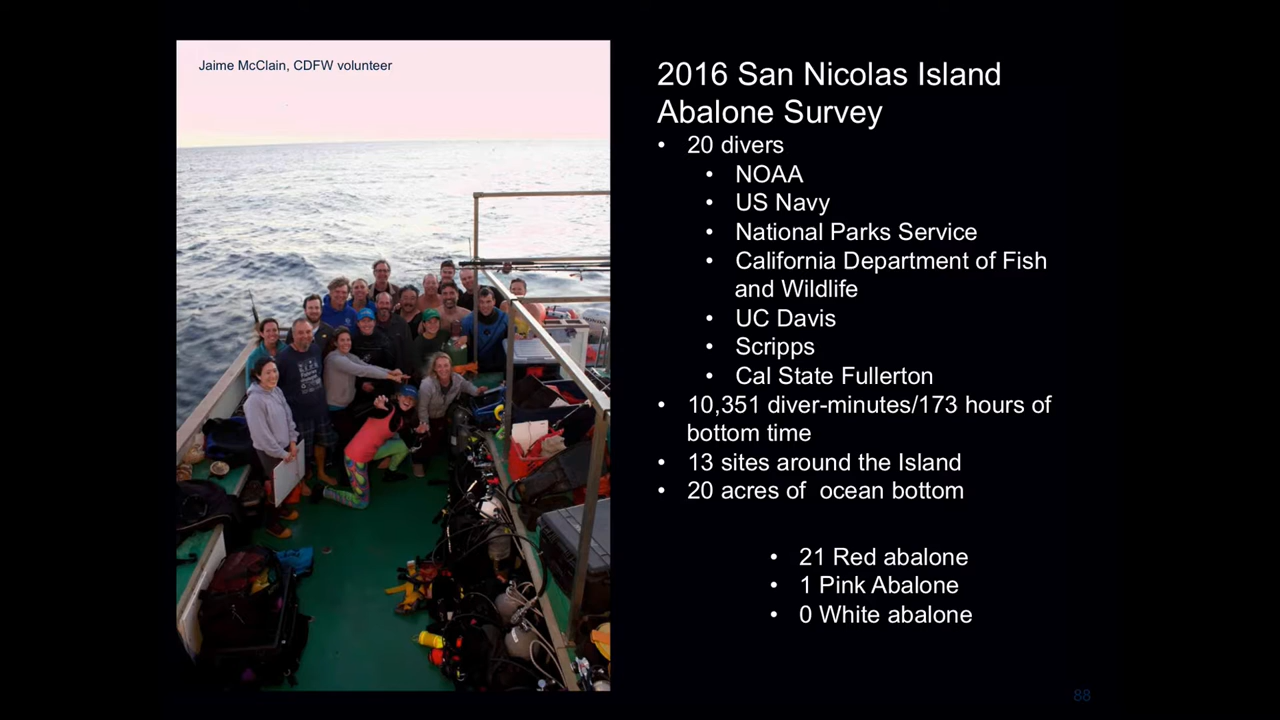 Jaime McClain, CDFW volunteer
2016 San Nicolas Island
Abalone Survey
• 20 divers
• NOAA
• US Navy
• National Parks Service
• California Department of Fish
and Wildlife
• UC Davis
• Scripps
• Cal State Fullerton
• 10,351 diver-minutes/173 hours of
bottom time
• 13 sites around the Island
• 20 acres of  ocean bottom
• 21 Red abalone
• 1 Pink Abalone
• 0 White abalone
88